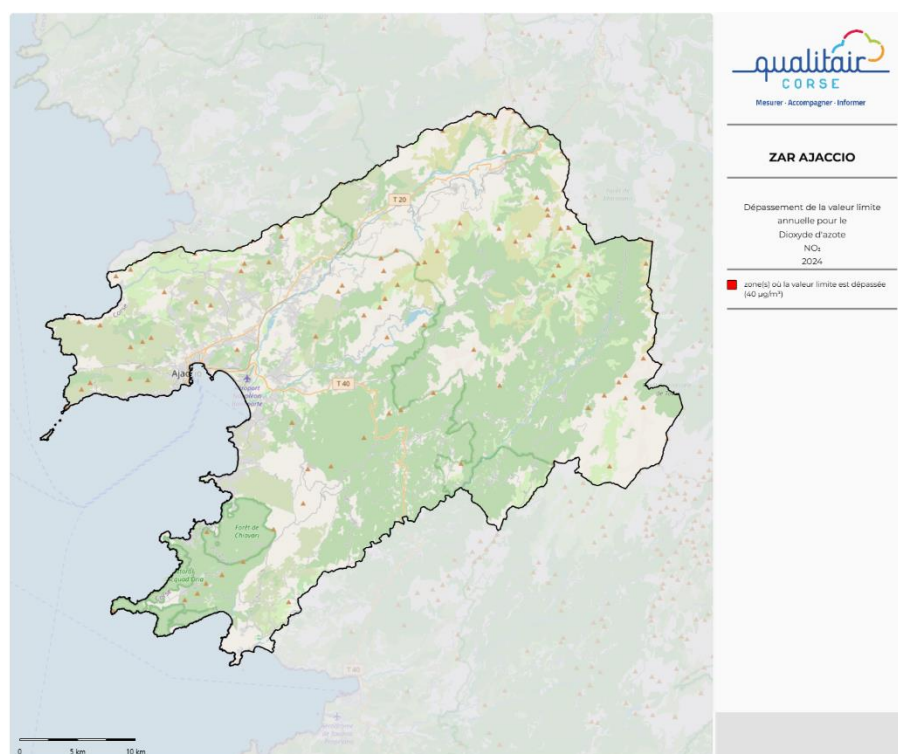 qualitair
CORSE
Mesurer - Accompagner - Informer
ZAR AJACCIO
Dépassement de la valeur limite
annuelle pour le
Dioxyde d'azote
NO₂
2024
zone(s) où la valeur limite est dépassée
(40 µg/m³)
T 20
T 40
Forêt de
Chiavari
T 40
0 5 km 10 km